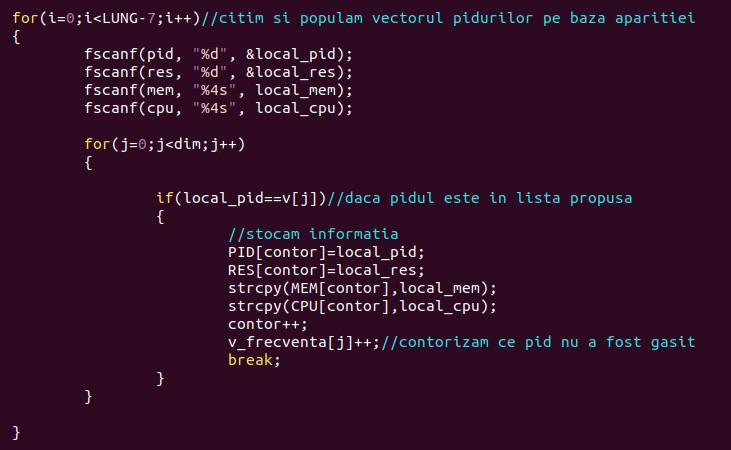 for(i=0;i<LUNG-7;i++)//citim si populam vectorul pidurilor pe baza aparitiei
{
fscanf(pid, "%d", &local_pid);
fscanf(res, "%d", &local_res);
fscanf(mem, "%4s", local_mem);
fscanf(cpu, "%4s", local_cpu);
for(j=0;j<dim;j++)
{
if(local_pid==v[j])//daca pidul este in lista propusa
{
//stocam informatia
PID[contor]=local_pid;
RES[contor]=local_res;
strcpy(MEM[contor],local_mem);
strcpy(CPU[contor],local_cpu);
contor++;
v_frecventa[j]++;//contorizam ce pid nu a fost gasit
break;
}
}
}